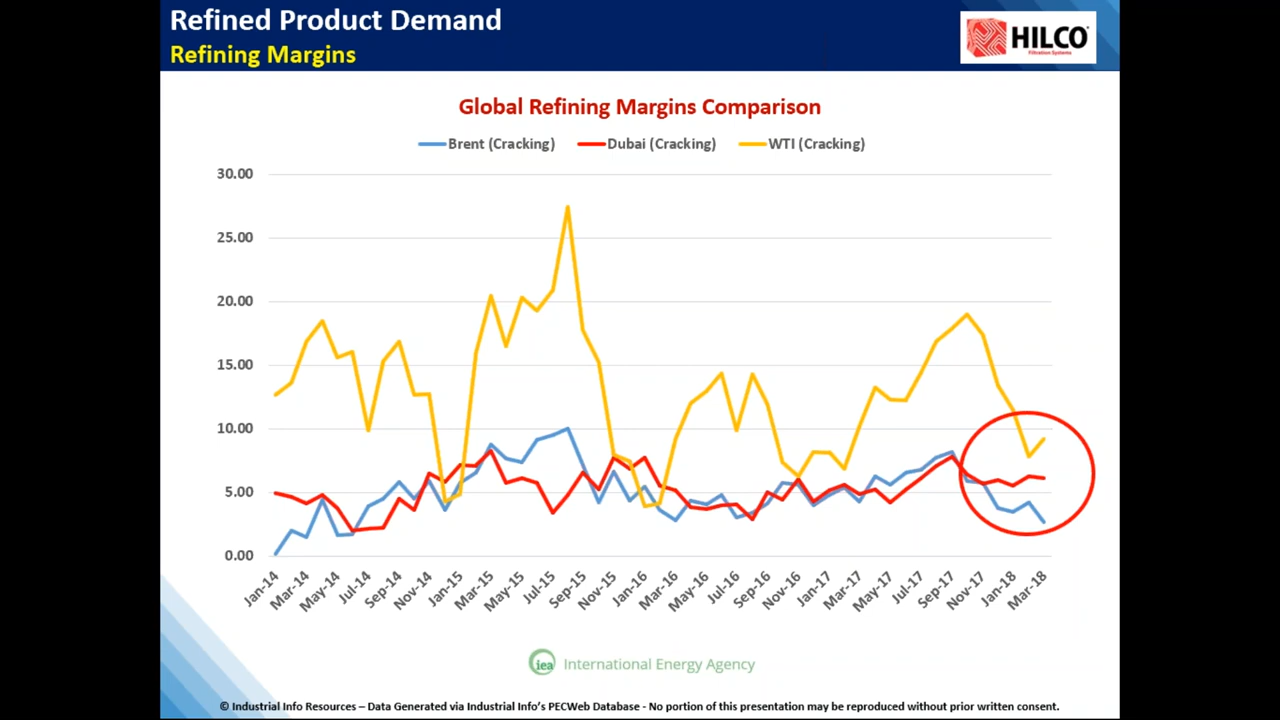 Refined Product Demand
Refining Margins
HILCO
Filtration Systems
Global Refining Margins Comparison
Brent (Cracking) Dubai (Cracking) WTI (Cracking)
30.00
25.00
20.00
15.00
10.00
5.00
0.00
Jan-14 Mar-14 May-14 Jul-14 Sep-14 Nov-14 Jan-15 Mar-15 May-15 Jul-15 Sep-15 Nov-15 Jan-16 Mar-16 May-16 Jul-16 Sep-16 Nov-16 Jan-17 Mar-17 May-17 Jul-17 Sep-17 Nov-17 Jan-18 Mar-18
iea International Energy Agency
© Industrial Info Resources – Data Generated via Industrial Info's PECWeb Database - No portion of this presentation may be reproduced without prior written consent.